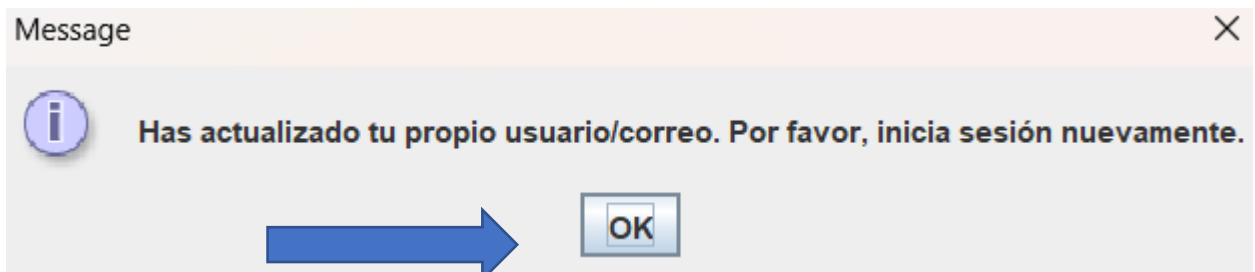 Message
Has actualizado tu propio usuario/correo. Por favor, inicia sesión nuevamente.
OK